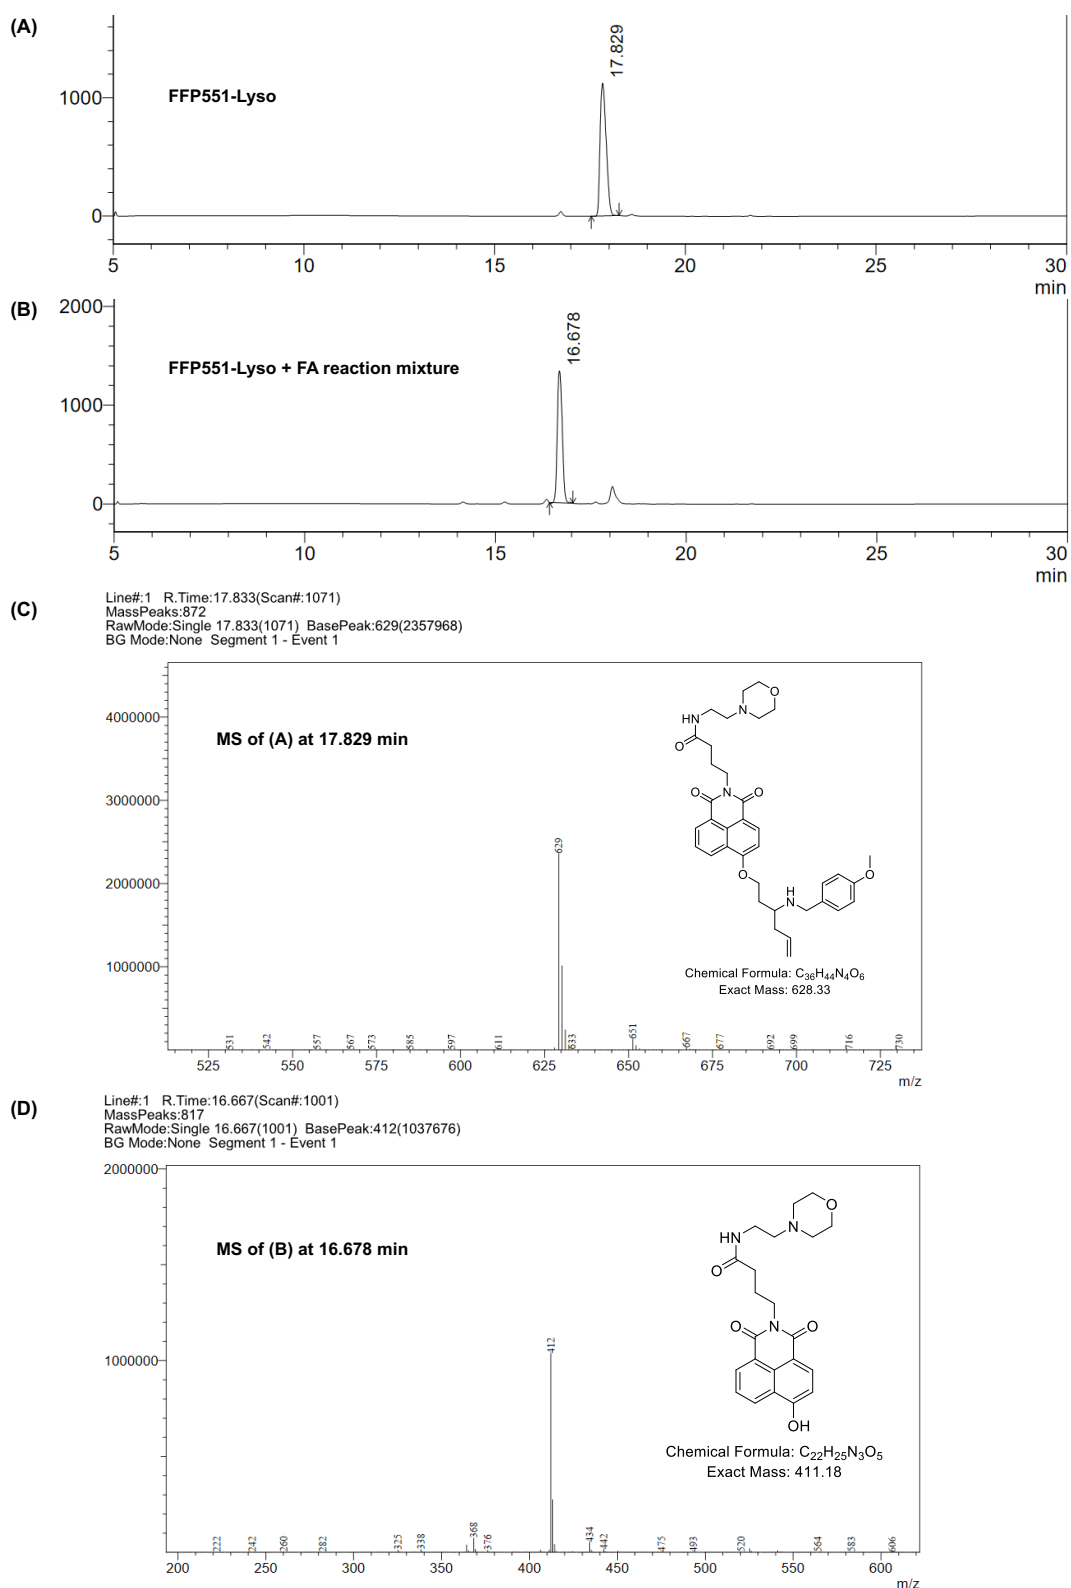 (A)
17.829
FFP551-Lyso
1000
0
5 10 15 20 25 30
min
(B)
2000
16.678
FFP551-Lyso + FA reaction mixture
1000
0
5 10 15 20 25 30
min
(C)
Line#:1 R.Time:17.833(Scan#:1071)
MassPeaks:872
RawMode:Single 17.833(1071) BasePeak:629(2357968)
BG Mode:None Segment 1 - Event 1
4000000
MS of (A) at 17.829 min
3000000
2000000
1000000
O
N
HN
O
O N O
O
H
N
O
Chemical Formula: C36H44N4O6
Exact Mass: 628.33
629
531 542 557 567 573 585 597 611 633 651 667 677 692 699 716 730
525 550 575 600 625 650 675 700 725
m/z
(D)
Line#:1 R.Time:16.667(Scan#:1001)
MassPeaks:817
RawMode:Single 16.667(1001) BasePeak:412(1037676)
BG Mode:None Segment 1 - Event 1
2000000
MS of (B) at 16.678 min
1000000
O
N
HN
O
O N O
OH
Chemical Formula: C22H25N3O5
Exact Mass: 411.18
412
222 242 260 282 325 338 368 376 434 442 475 493 520 564 583 606
200 250 300 350 400 450 500 550 600
m/z